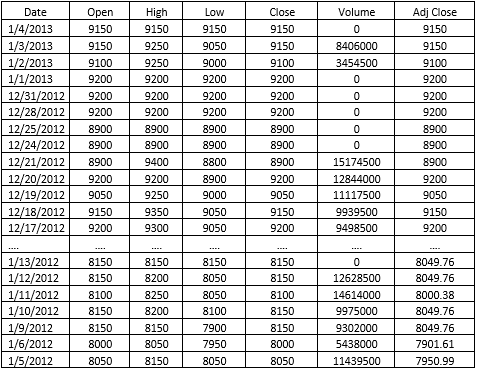 Date Open High Low Close Volume Adj Close
1/4/2013 9150 9150 9150 9150 0 9150
1/3/2013 9150 9250 9050 9150 8406000 9150
1/2/2013 9100 9250 9000 9100 3454500 9100
1/1/2013 9200 9200 9200 9200 0 9200
12/31/2012 9200 9200 9200 9200 0 9200
12/28/2012 9200 9200 9200 9200 0 9200
12/25/2012 8900 8900 8900 8900 0 8900
12/24/2012 8900 8900 8900 8900 0 8900
12/21/2012 8900 9400 8800 8900 15174500 8900
12/20/2012 9200 9200 9200 9200 12844000 9200
12/19/2012 9050 9250 9000 9050 11117500 9050
12/18/2012 9150 9350 9050 9150 9939500 9150
12/17/2012 9200 9300 9050 9200 9498500 9200
.... .... .... .... .... .... ....
1/13/2012 8150 8150 8150 8150 0 8049.76
1/12/2012 8150 8200 8050 8150 12628500 8049.76
1/11/2012 8100 8250 8050 8100 14614000 8000.38
1/10/2012 8150 8200 8100 8150 9975000 8049.76
1/9/2012 8150 8150 7900 8150 9302000 8049.76
1/6/2012 8000 8050 7950 8000 5438000 7901.61
1/5/2012 8050 8150 8050 8050 11439500 7950.99